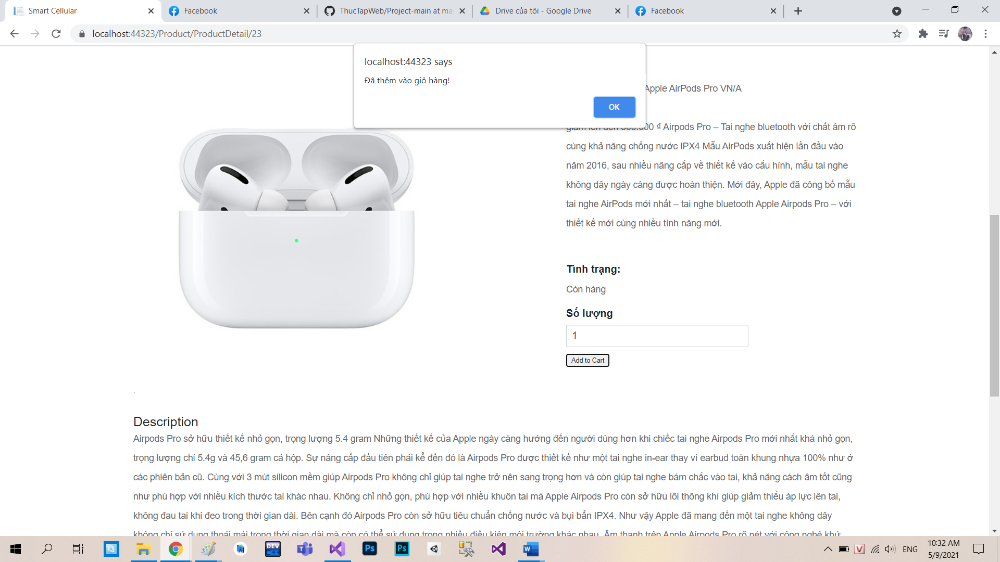 Smart Cellular
Facebook
ThucTapWeb/Project-main at ma
Drive của tôi - Google Drive
Facebook
localhost:44323/Product/ProductDetail/23
localhost:44323 says
Đã thêm vào giỏ hàng!
OK
Apple AirPods Pro VN/A
₫ Airpods Pro – Tai nghe bluetooth với chất âm rõ
cùng khả năng chống nước IPX4 Mẫu AirPods xuất hiện lần đầu vào
năm 2016, sau nhiều nâng cấp về thiết kế vào cấu hình, mẫu tai nghe
không dây ngày càng được hoàn thiện. Mới đây, Apple đã công bố mẫu
tai nghe AirPods mới nhất – tai nghe bluetooth Apple Airpods Pro – với
thiết kế mới cùng nhiều tính năng mới.
Tình trạng:
Còn hàng
Số lượng
1
Add to Cart
;
Description
Airpods Pro sở hữu thiết kế nhỏ gọn, trọng lượng 5.4 gram Những thiết kế của Apple ngày càng hướng đến người dùng hơn khi chiếc tai nghe Airpods Pro mới nhất khá nhỏ gọn,
trọng lượng chỉ 5.4g và 45,6 gram cả hộp. Sự nâng cấp đầu tiên phải kể đến đó là Airpods Pro được thiết kế như một tai nghe in-ear thay vì earbud toàn khung nhựa 100% như ở
các phiên bản cũ. Cùng với 3 mút silicon mềm giúp Airpods Pro không chỉ giúp tai nghe trở nên sang trọng hơn và còn giúp tai nghe bám chắc vào tai, khả năng cách âm tốt cũng
như phù hợp với nhiều kích thước tai khác nhau. Không chỉ nhỏ gọn, phù hợp với nhiều khuôn tai mà Apple Airpods Pro còn sở hữu lõi thông khí giúp giảm thiểu áp lực lên tai,
không đau tai khi đeo trong thời gian dài. Bên cạnh đó Airpods Pro còn sở hữu tiêu chuẩn chống nước và bụi bẩn IPX4. Như vậy Apple đã mang đến một tai nghe không dây
không chỉ sử dụng thoải mái trong thời gian dài mà còn có thể sử dụng trong nhiều điều kiện môi trường khác nhau. Âm thanh trên Apple Airpods Pro rõ nét với công nghệ khử
DEV
C++
Ps
Ps
W
V
ENG
10:32 AM
5/9/2021